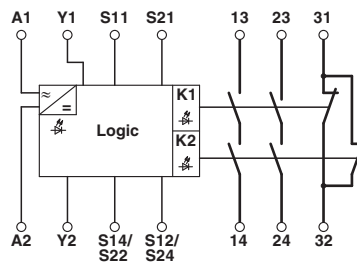 A1 Y1 S11 S21 13 23 31
≈
=
K1
Logic
K2
A2 Y2 S14/ S12/ 14 24 32
S22 S24